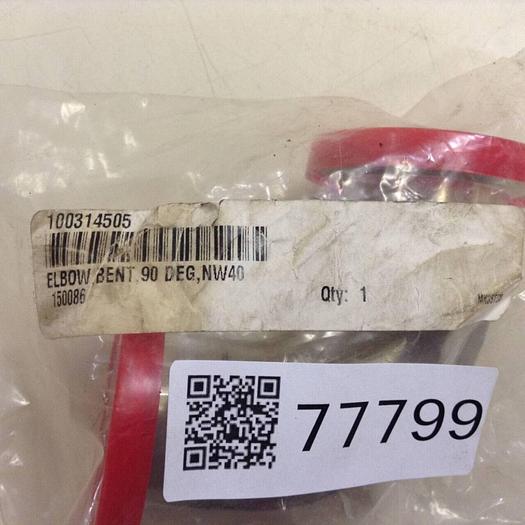 100314505
ELBOW,BENT,90 DEG,NW40
150086
Qty: 1
77799